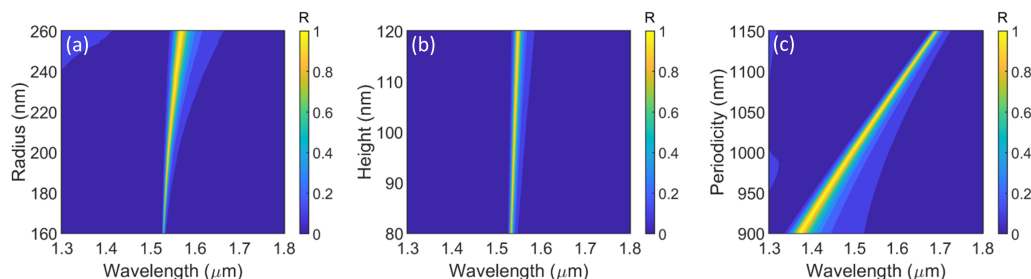 (a)
R
260
240
220
200
180
160
Radius (nm)
1.3 1.4 1.5 1.6 1.7 1.8
Wavelength (μm)
1
0.8
0.6
0.4
0.2
0
(b)
R
120
110
100
90
80
Height (nm)
1.3 1.4 1.5 1.6 1.7 1.8
Wavelength (μm)
1
0.8
0.6
0.4
0.2
0
(c)
R
1150
1100
1050
1000
950
900
Periodicity (nm)
1.3 1.4 1.5 1.6 1.7 1.8
Wavelength (μm)
1
0.8
0.6
0.4
0.2
0